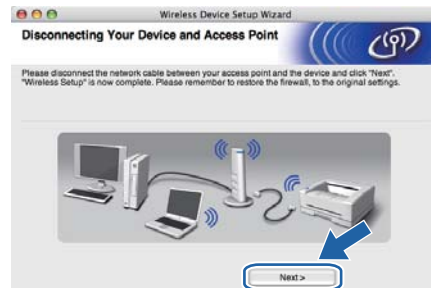 Wireless Device Setup Wizard
Disconnecting Your Device and Access Point
Please disconnect the network cable between your access point and the device and click "Next".
"Wireless Setup" is now complete. Please remember to restore the firewall, to the original settings.
Next >